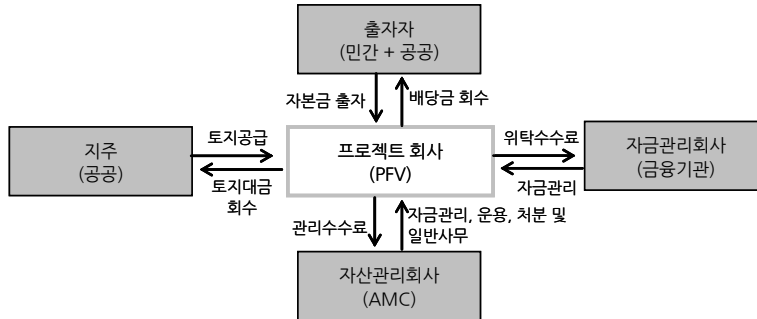 출자자
(민간 + 공공)
자본금 출자
배당금 회수
지주
(공공)
토지공급
토지대금
회수
프로젝트 회사
(PFV)
위탁수수료
자금관리
자금관리회사
(금융기관)
관리수수료
자금관리, 운용, 처분 및
일반사무
자산관리회사
(AMC)